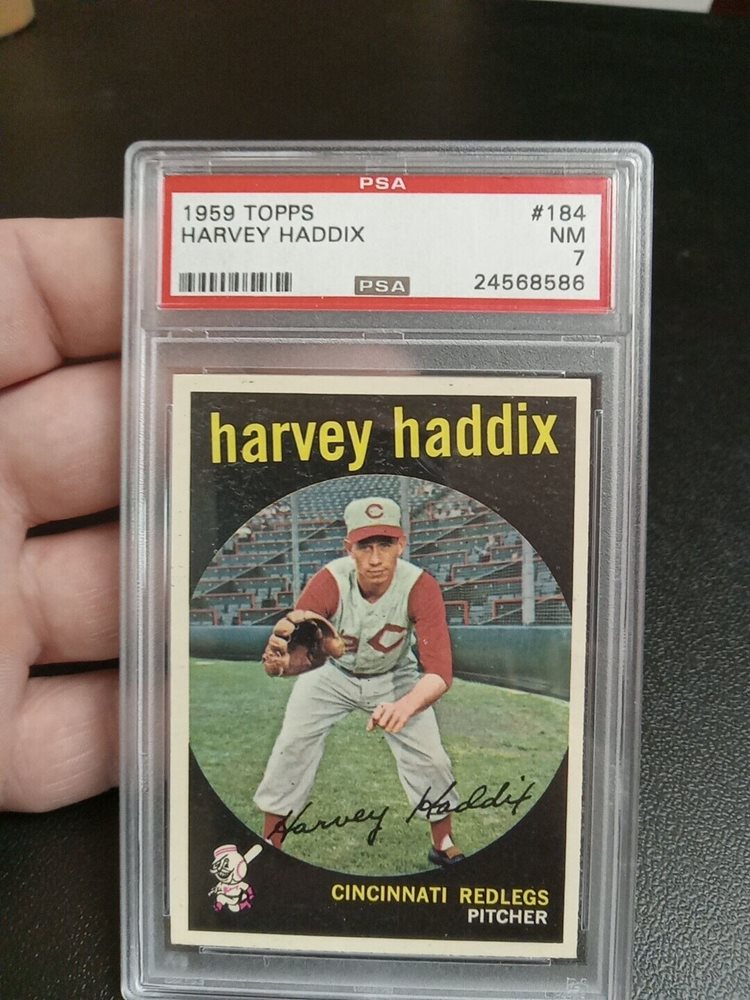 PSA
1959 TOPPS #184
HARVEY HADDIX NM
7
PSA 24568586
harvey haddix
C
C
Harvey Haddix
CINCINNATI REDLEGS
PITCHER